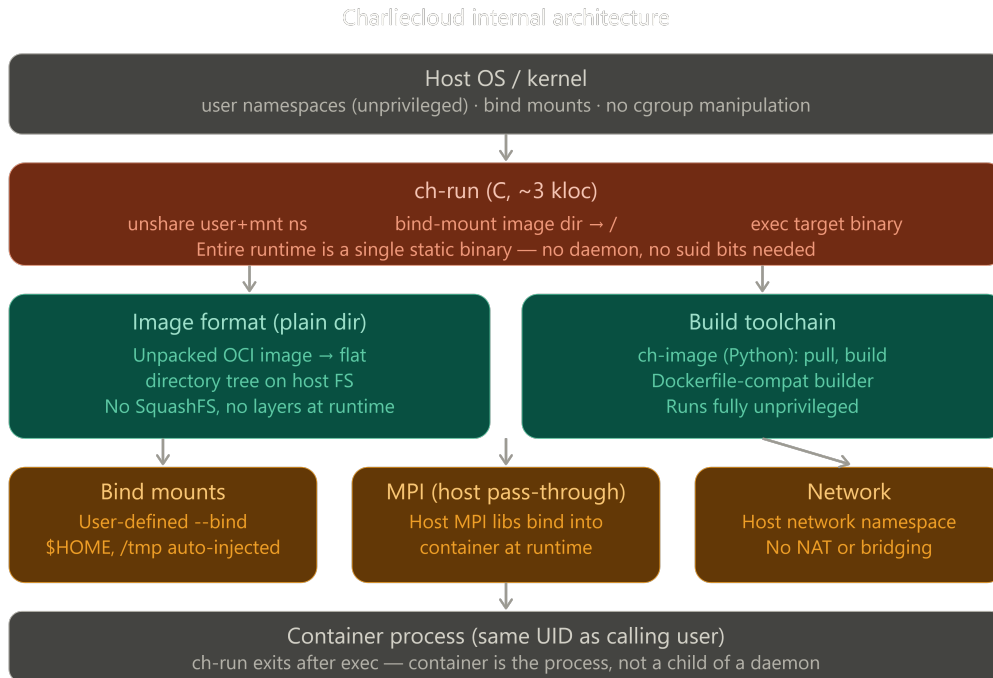 Charliecloud internal architecture
Host OS / kernel
user namespaces (unprivileged) · bind mounts · no cgroup manipulation
ch-run (C, ~3 kloc)
unshare user+mnt ns
bind-mount image dir → /
exec target binary
Entire runtime is a single static binary — no daemon, no suid bits needed
Image format (plain dir)
Unpacked OCI image → flat
directory tree on host FS
No SquashFS, no layers at runtime
Build toolchain
ch-image (Python): pull, build
Dockerfile-compat builder
Runs fully unprivileged
Bind mounts
User-defined --bind
$HOME, /tmp auto-injected
MPI (host pass-through)
Host MPI libs bind into
container at runtime
Network
Host network namespace
No NAT or bridging
Container process (same UID as calling user)
ch-run exits after exec — container is the process, not a child of a daemon